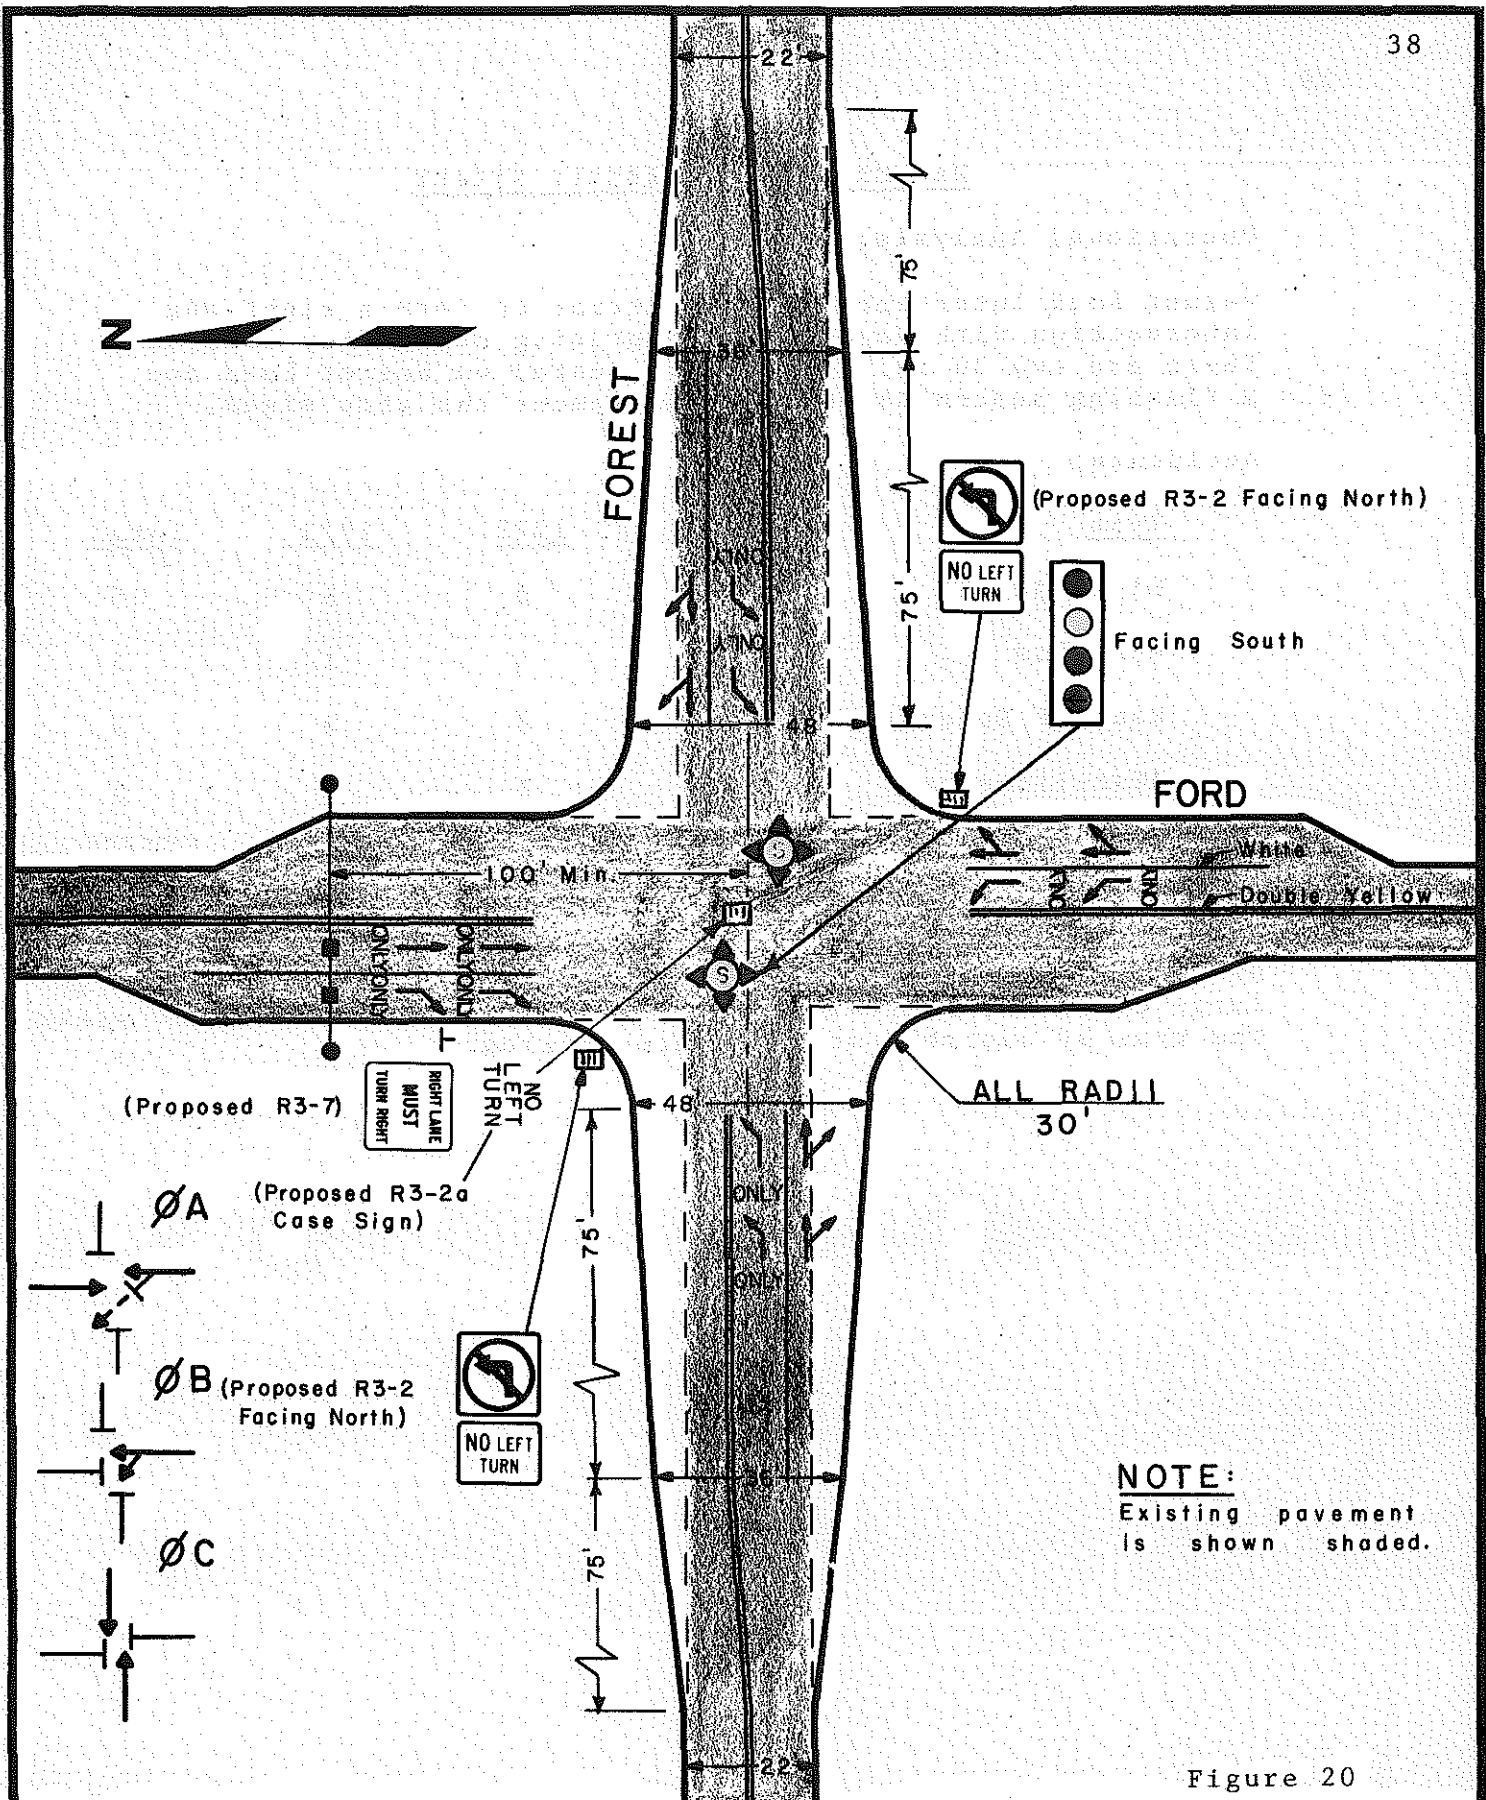 38
22'
N
75'
36'
FOREST
(Proposed R3-2 Facing North)
NO LEFT
TURN
ONLY
75'
Facing South
ONLY
48'
FORD
White
100' Min.
ONLY
ONLY
Double Yellow
S
ONLY
ONLY
ONLY
ONLY
S
ALL RADII
30'
(Proposed R3-7)
RIGHT LANE
MUST
TURN RIGHT
NO
LEFT
TURN
48
(Proposed R3-2a
Case Sign)
ØA
ONLY
75'
ONLY
ØB
(Proposed R3-2
Facing North)
NO LEFT
TURN
36
NOTE:
Existing pavement
is shown shaded.
ØC
75'
22'
Figure 20